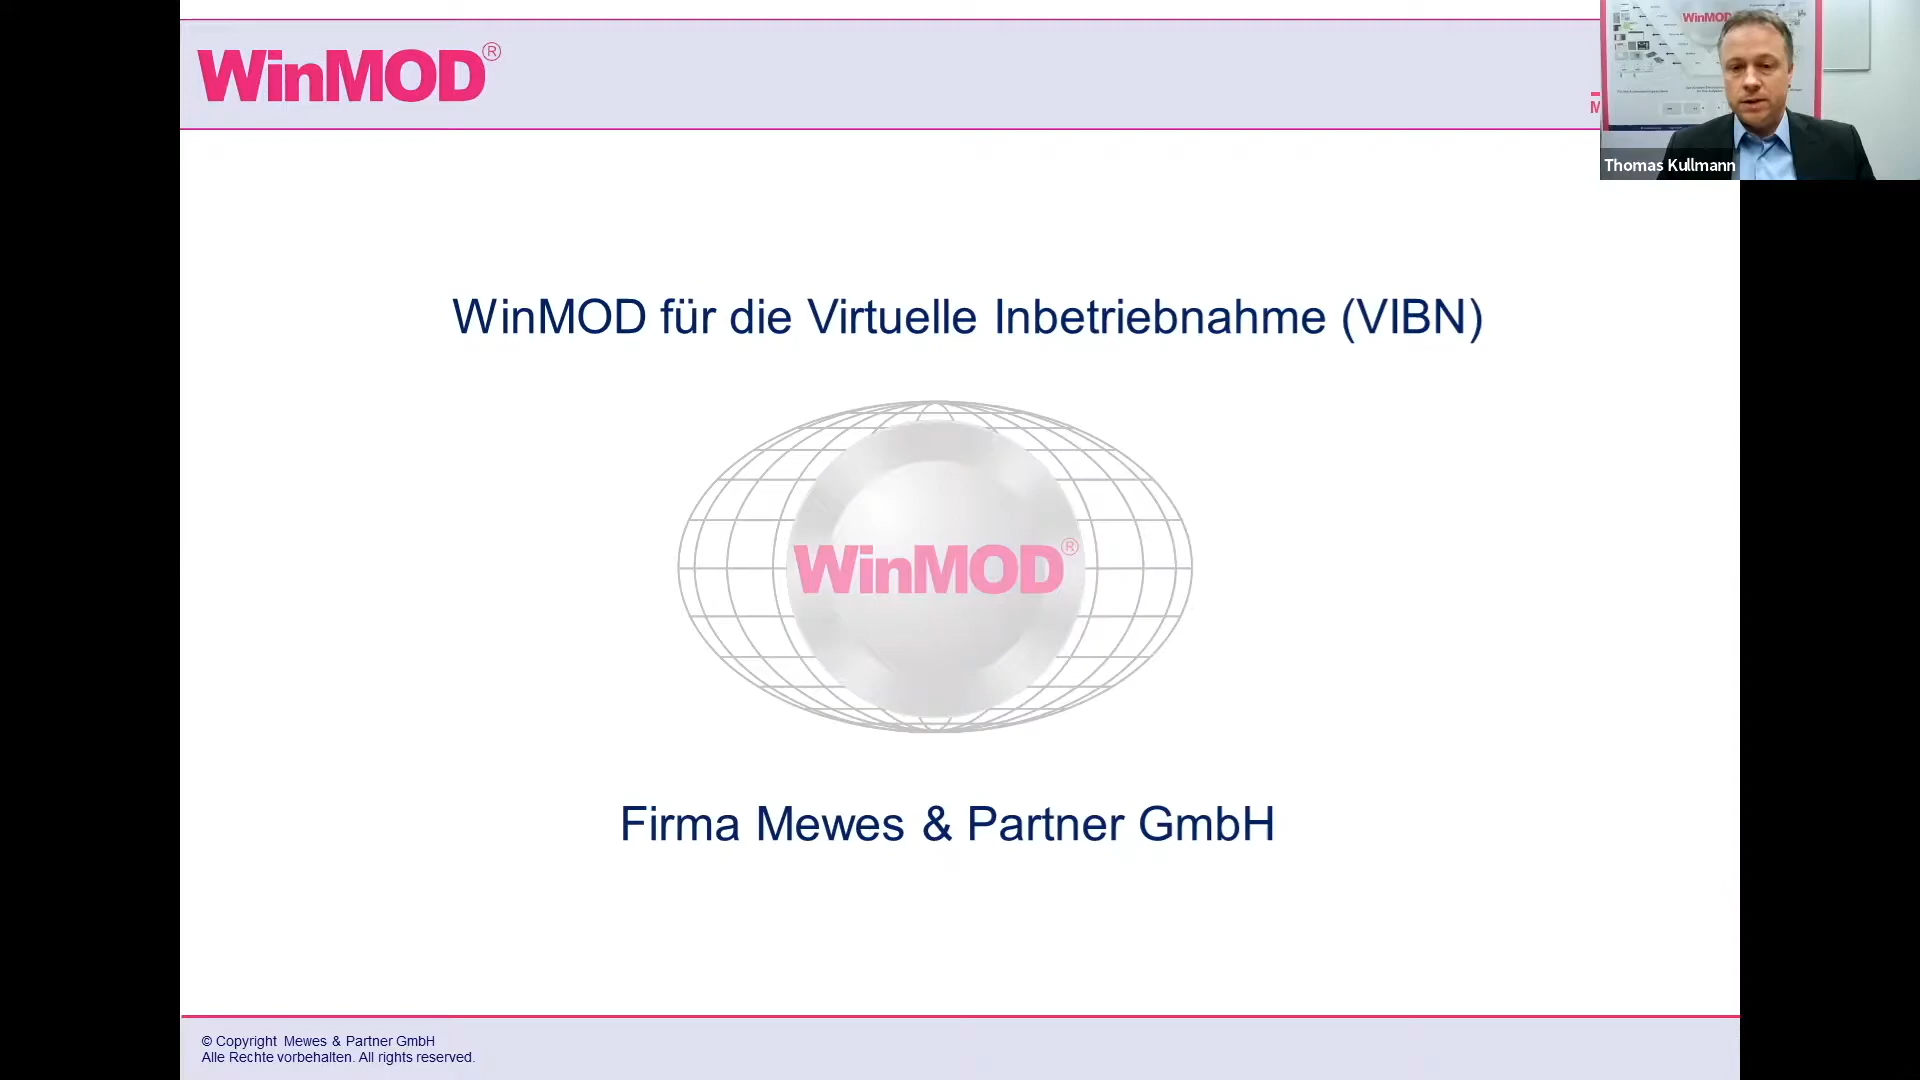 WinMOD®
WinMOD
M
Thomas Kullmann
WinMOD für die Virtuelle Inbetriebnahme (VIBN)
WinMOD®
Firma Mewes & Partner GmbH
© Copyright Mewes & Partner GmbH
Alle Rechte vorbehalten. All rights reserved.